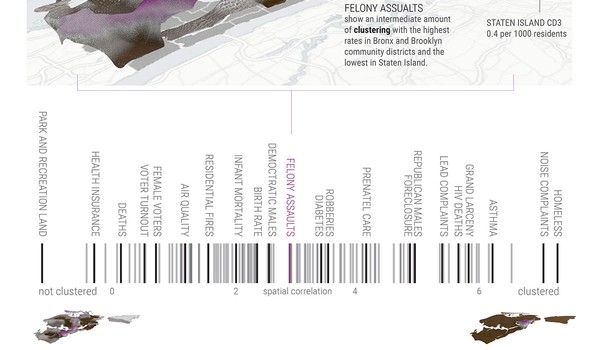 FELONY ASSUALTS
show an intermediate amount
of clustering with the highest
rates in Bronx and Brooklyn
community districts and the
lowest in Staten Island.
STATEN ISLAND CD3
0.4 per 1000 residents
PARK AND RECREATION LAND
HEALTH INSURANCE
DEATHS
VOTER TURNOUT
FEMALE VOTERS
AIR QUALITY
RESIDENTIAL FIRES
INFANT MORTALITY
BIRTH RATE
DEMOCTRATIC MALES
FELONY ASSAULTS
DIABETES
ROBBERIES
PRENATEL CARE
FORECLOSURE
REPUBLICAN MALES
LEAD COMPLAINTS
HIV DEATHS
GRAND LARCENY
ASTHMA
NOISE COMPLAINTS
HOMELESS
not clustered 0 2 spatial correlation 4 6 clustered